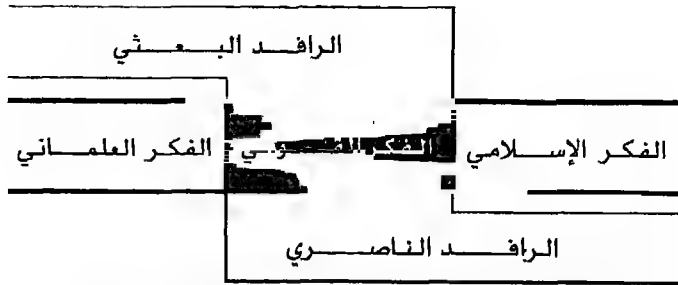 الرافد البعثي
الفكر الإسلامي الفكر العلماني
الرافد الناصري